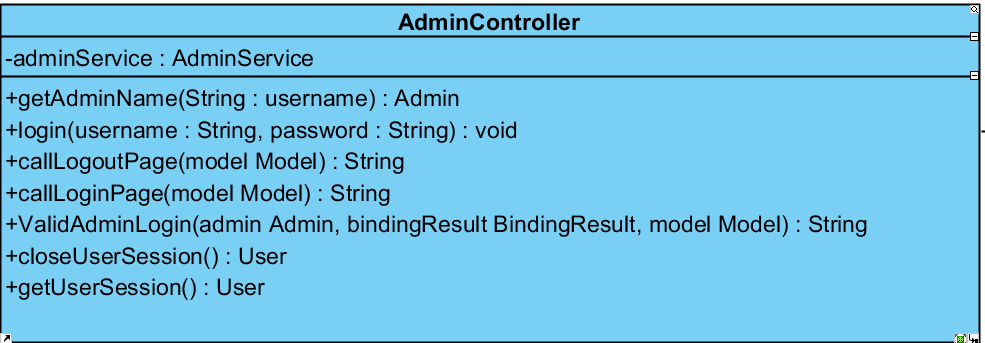 AdminController
-adminService : AdminService
+getAdminName(String : username) : Admin
+login(username : String, password : String) : void
+callLogoutPage(model Model) : String
+callLoginPage(model Model) : String
+ValidAdminLogin(admin Admin, bindingResult BindingResult, model Model) : String
+closeUserSession() : User
+getUserSession() : User